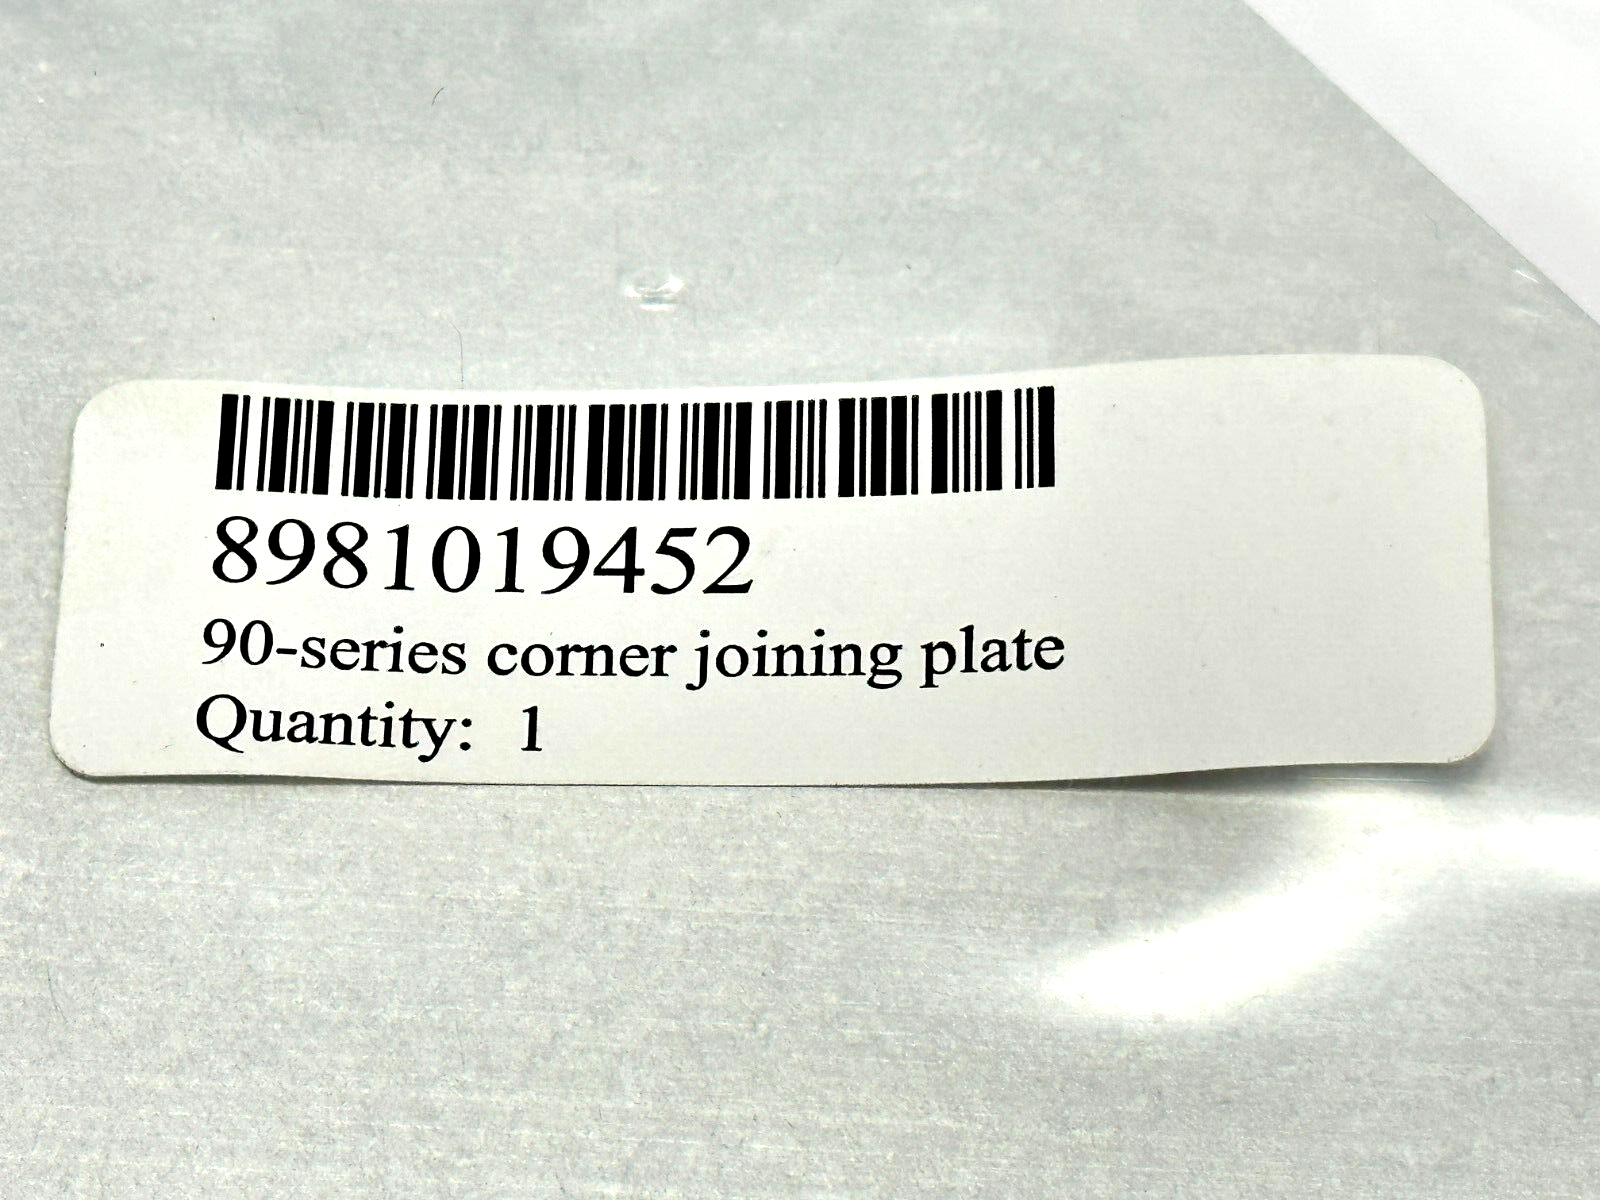 8981019452
90-series corner joining plate
Quantity: 1